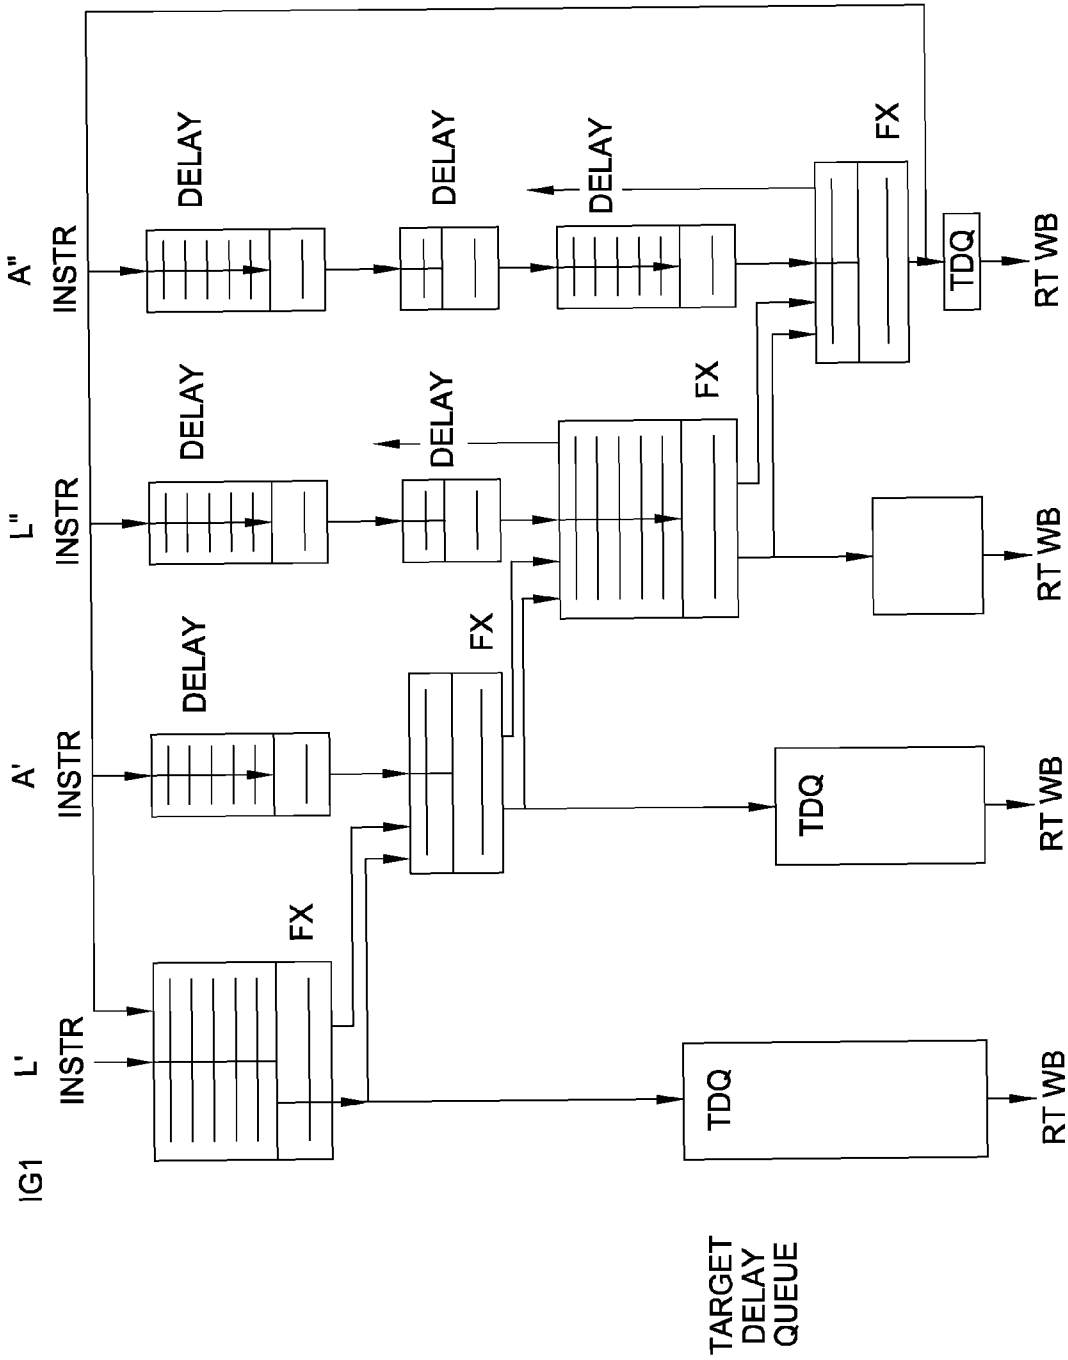 IG1
L'
INSTR
A'
INSTR
L"
INSTR
A"
INSTR
DELAY
DELAY
DELAY
FX
DELAY
DELAY
FX
DELAY
FX
TARGET
DELAY
QUEUE
TDQ
TDQ
FX
TDQ
RT WB
RT WB
RT WB
RT WB